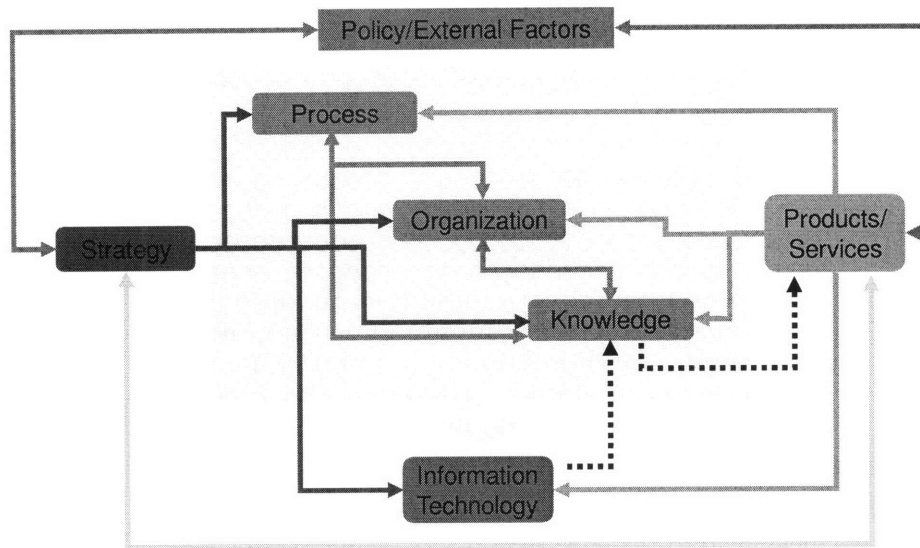 Policy/External Factors
Process
Organization
Strategy
Products/
Services
Knowledge
Information
Technology